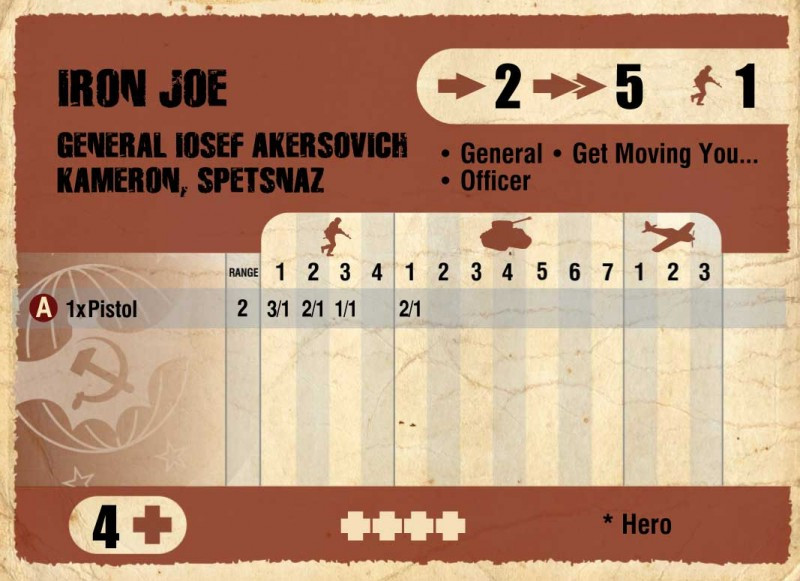 IRON JOE
2 5 1
GENERAL IOSEF AKERSOVICH
KAMERON, SPETSNAZ
• General • Get Moving You...
• Officer
RANGE 1 2 3 4 1 2 3 4 5 6 7 1 2 3
A 1xPistol 2 3/1 2/1 1/1 2/1
4
* Hero